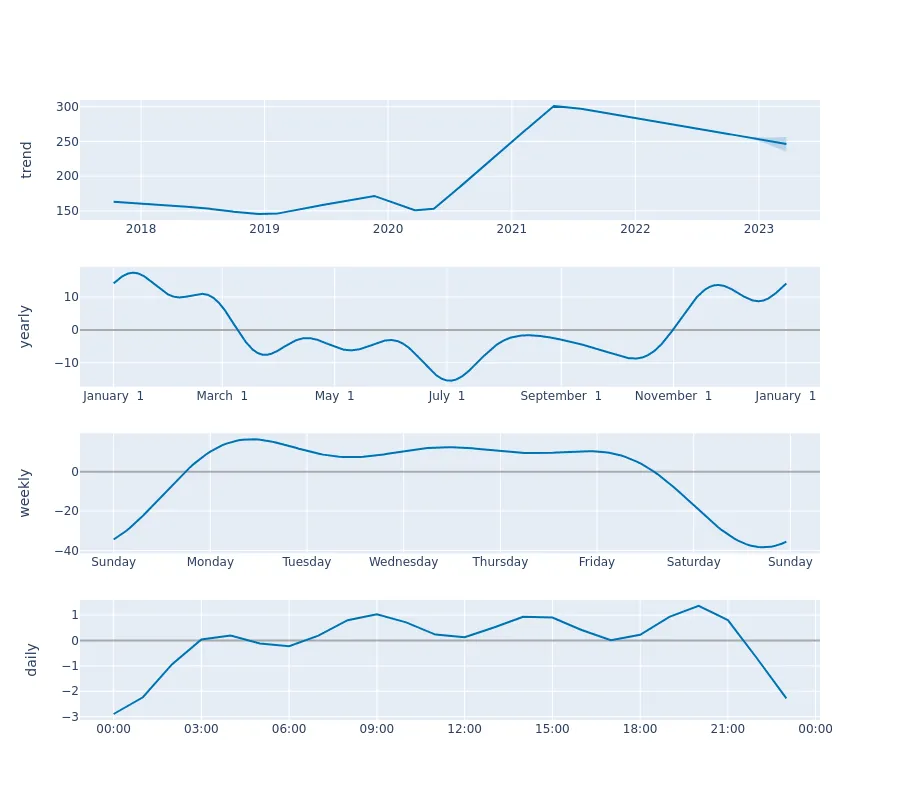 trend
300
250
200
150
2018 2019 2020 2021 2022 2023
yearly
10
0
−10
January 1 March 1 May 1 July 1 September 1 November 1 January 1
weekly
0
−20
−40
Sunday Monday Tuesday Wednesday Thursday Friday Saturday Sunday
daily
1
0
−1
−2
−3
00:00 03:00 06:00 09:00 12:00 15:00 18:00 21:00 00:00